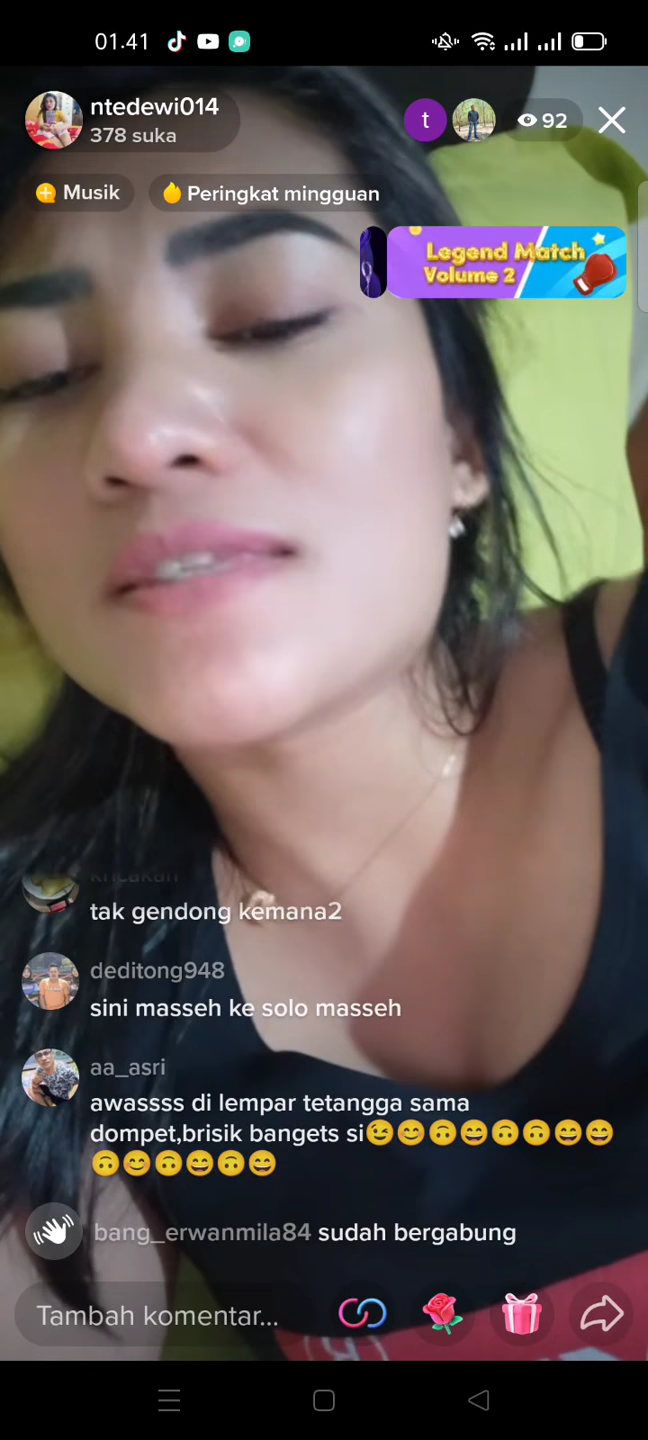 01.41
ntedewi014
378 suka
t
92
Musik
Peringkat mingguan
Legend Match
Volume 2
tak gendong kemana2
deditong948
sini masseh ke solo masseh
aa_asri
awassss di lempar tetangga sama
dompet,brisik bangets si😉😊🙃😄🙃🙃😄😄
🙃😊🙃😄🙃😄
bang_erwanmila84 sudah bergabung
Tambah komentar...